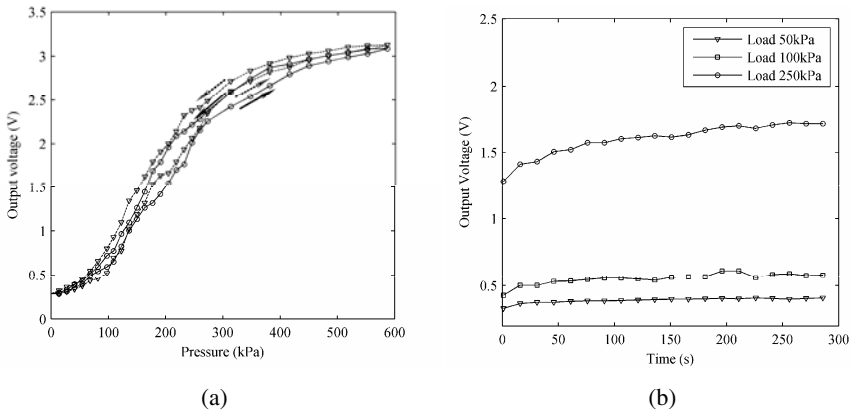 3.5
3
2.5
2
1.5
1
0.5
0
0 100 200 300 400 500 600
Output voltage (V)
Pressure (kPa)
(a)
2.5
2
1.5
1
0.5
0 50 100 150 200 250 300
Output Voltage (V)
Time (s)
Load 50kPa
Load 100kPa
Load 250kPa
(b)